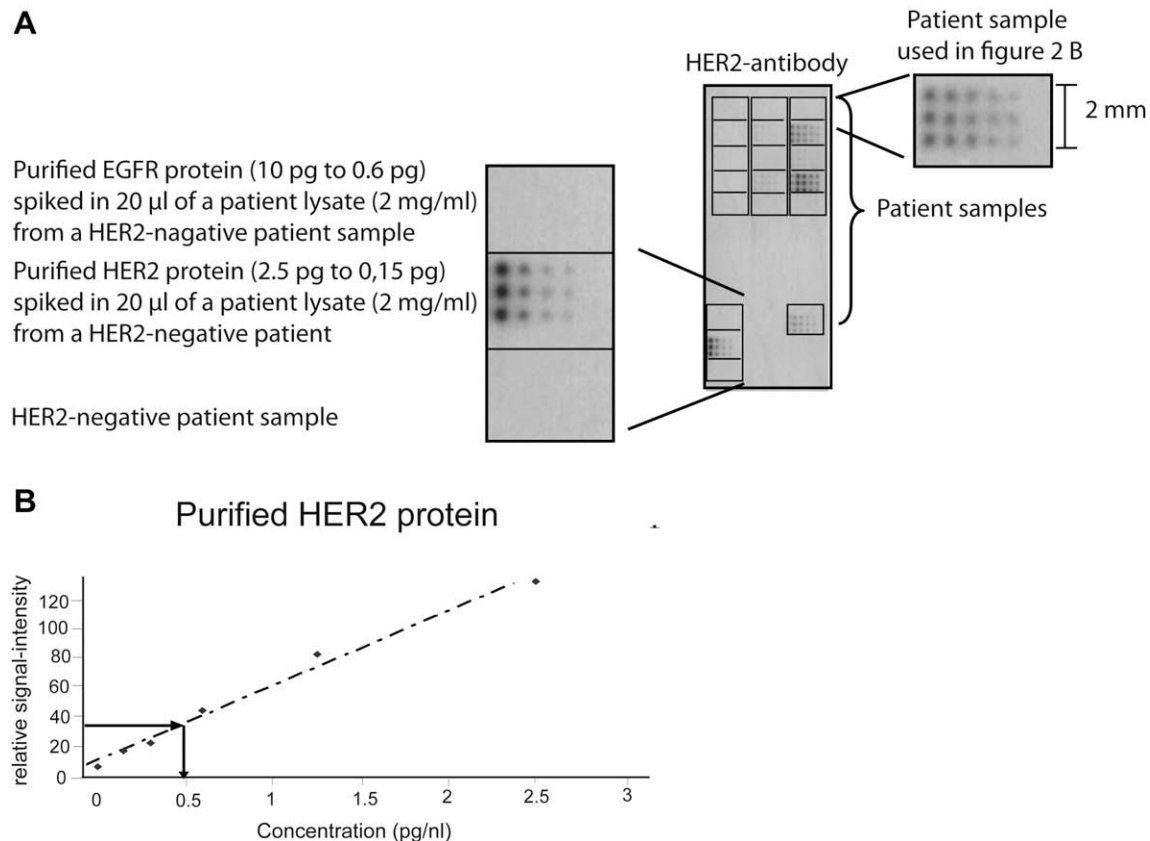 A
Patient sample
used in figure 2 B
HER2-antibody
2 mm
Purified EGFR protein (10 pg to 0.6 pg)
spiked in 20 µl of a patient lysate (2 mg/ml)
from a HER2-nagative patient sample
Patient samples
Purified HER2 protein (2.5 pg to 0,15 pg)
spiked in 20 µl of a patient lysate (2 mg/ml)
from a HER2-negative patient
HER2-negative patient sample
B
Purified HER2 protein
relative signal-intensity
120
100
80
60
40
20
0
0 0.5 1 1.5 2 2.5 3
Concentration (pg/nl)